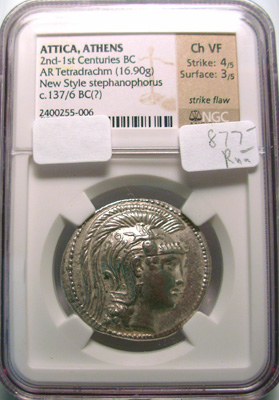 ATTICA, ATHENS
2nd-1st Centuries BC
AR Tetradrachm (16.90g)
New Style stephanophorus
c.137/6 BC(?)
2400255-006
Ch VF
Strike: 4/5
Surface: 3/5
strike flaw
NGC
877-